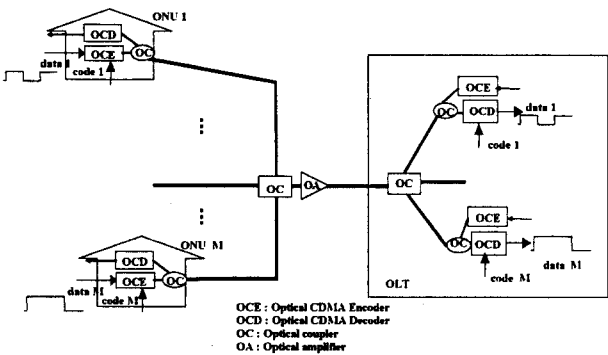 ONU 1
OCD
OCE
OC
data 1
code 1
OCE
OC
OCD
data 1
code 1
OC
OA
OC
ONU M
OCD
OCE
OC
data M
code M
OCE
OC
OCD
data M
code M
OLT
OCE : Optical CDMA Encoder
OCD : Optical CDMA Decoder
OC : Optical coupler
OA : Optical amplifier